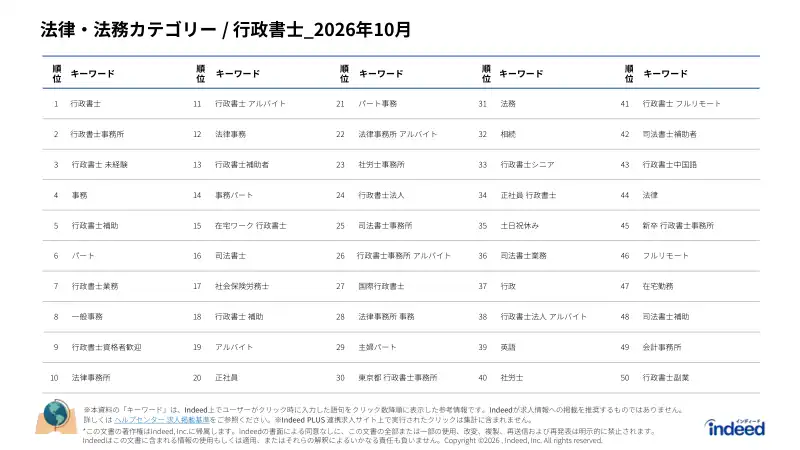 法律・法務カテゴリー / 行政書士_2026年10月
順位 キーワード 順位 キーワード 順位 キーワード 順位 キーワード 順位 キーワード
1 行政書士 11 行政書士 アルバイト 21 パート事務 31 法務 41 行政書士 フルリモート
2 行政書士事務所 12 法律事務 22 法律事務所 アルバイト 32 相続 42 司法書士補助者
3 行政書士 未経験 13 行政書士補助者 23 社労士事務所 33 行政書士シニア 43 行政書士中国語
4 事務 14 事務パート 24 行政書士法人 34 正社員 行政書士 44 法律
5 行政書士補助 15 在宅ワーク 行政書士 25 司法書士事務所 35 土日祝休み 45 新卒 行政書士事務所
6 パート 16 司法書士 26 行政書士事務所 アルバイト 36 司法書士業務 46 フルリモート
7 行政書士業務 17 社会保険労務士 27 国際行政書士 37 行政 47 在宅勤務
8 一般事務 18 行政書士 補助 28 法律事務所 事務 38 行政書士法人 アルバイト 48 司法書士補助
9 行政書士資格者歓迎 19 アルバイト 29 主婦パート 39 英語 49 会計事務所
10 法律事務所 20 正社員 30 東京都 行政書士事務所 40 社労士 50 行政書士副業
※本資料の「キーワード」は、Indeed上でユーザーがクリック時に入力した語句をクリック数降順に表示した参考情報です。Indeedが求人情報への掲載を推奨するものではありません。
詳しくは ヘルプセンター 求人掲載基準をご参照ください。※Indeed PLUS 連携求人サイト上で実行されたクリックは集計に含まれません。
*この文書の著作権はIndeed, Inc.に帰属します。Indeedの書面による同意なしに、この文書の全部または一部の使用、改変、複製、再送信および再発表は明示的に禁止されます。
Indeedはこの文書に含まれる情報の使用もしくは適用、またはそれらの解釈によるいかなる責任も負いません。Copyright ©2026 , Indeed, Inc. All rights reserved.
インディード
indeed